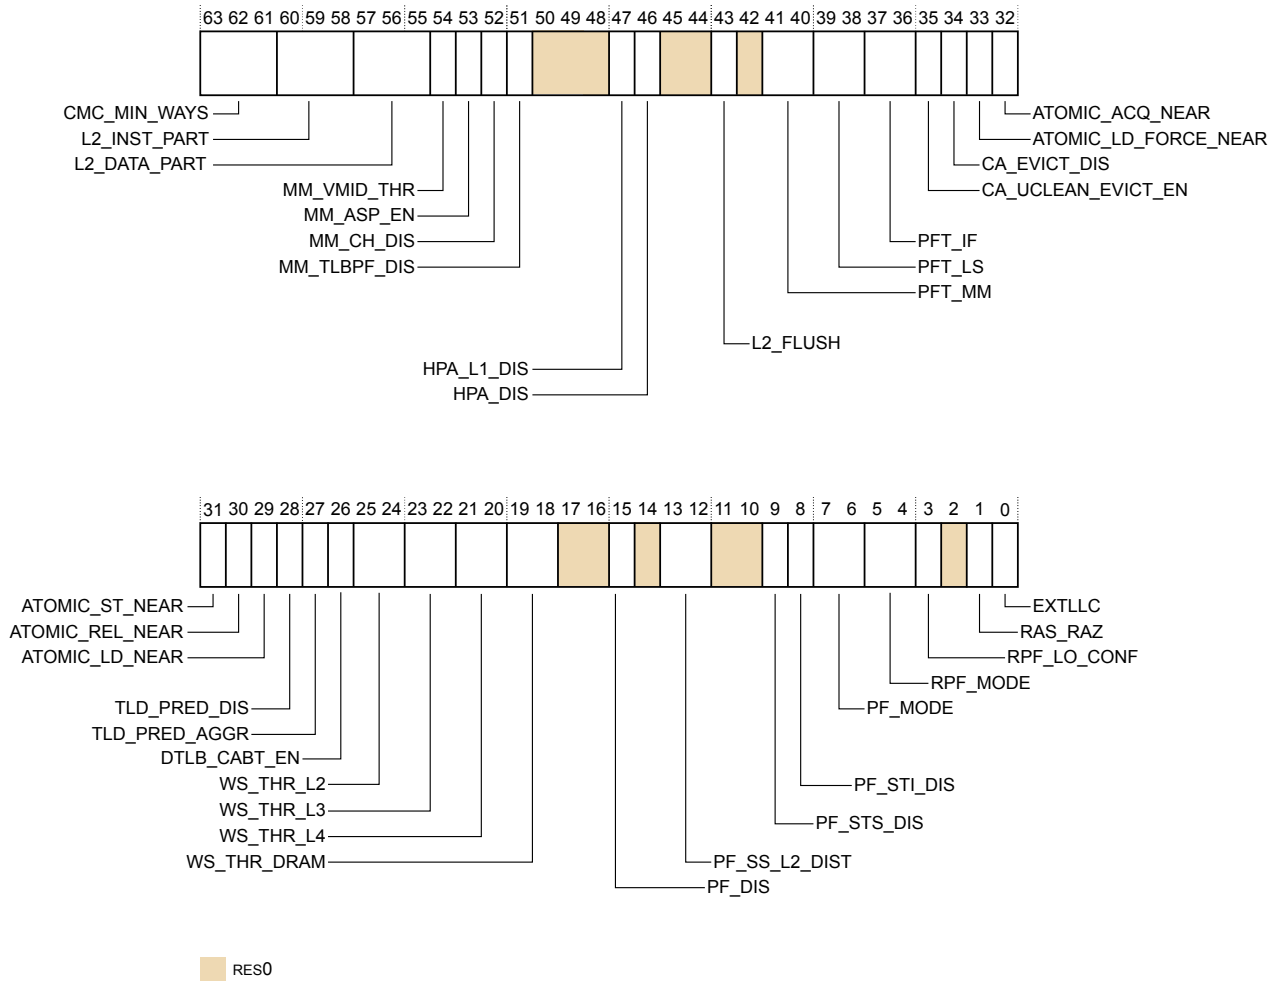 63 62 61 60 59 58 57 56 55 54 53 52 51 50 49 48 47 46 45 44 43 42 41 40 39 38 37 36 35 34 33 32
CMC_MIN_WAYS
ATOMIC_ACQ_NEAR
L2_INST_PART
ATOMIC_LD_FORCE_NEAR
L2_DATA_PART
CA_EVICT_DIS
MM_VMID_THR
CA_UCLEAN_EVICT_EN
MM_ASP_EN
MM_CH_DIS
PFT_IF
MM_TLBPF_DIS
PFT_LS
PFT_MM
L2_FLUSH
HPA_L1_DIS
HPA_DIS
31 30 29 28 27 26 25 24 23 22 21 20 19 18 17 16 15 14 13 12 11 10 9 8 7 6 5 4 3 2 1 0
ATOMIC_ST_NEAR
EXTLLC
ATOMIC_REL_NEAR
RAS_RAZ
ATOMIC_LD_NEAR
RPF_LO_CONF
RPF_MODE
TLD_PRED_DIS
PF_MODE
TLD_PRED_AGGR
DTLB_CABT_EN
WS_THR_L2
PF_STI_DIS
WS_THR_L3
PF_STS_DIS
WS_THR_L4
WS_THR_DRAM
PF_SS_L2_DIST
PF_DIS
RES0